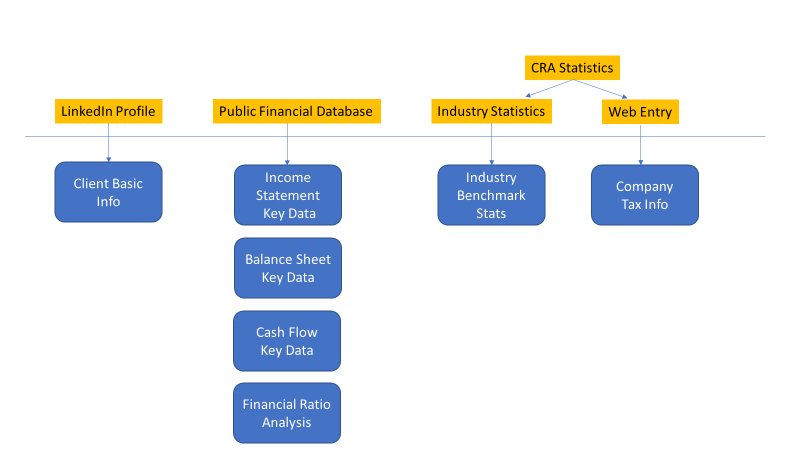 CRA Statistics
LinkedIn Profile
Public Financial Database
Industry Statistics
Web Entry
Client Basic
Info
Income
Statement
Key Data
Industry
Benchmark
Stats
Company
Tax Info
Balance Sheet
Key Data
Cash Flow
Key Data
Financial Ratio
Analysis